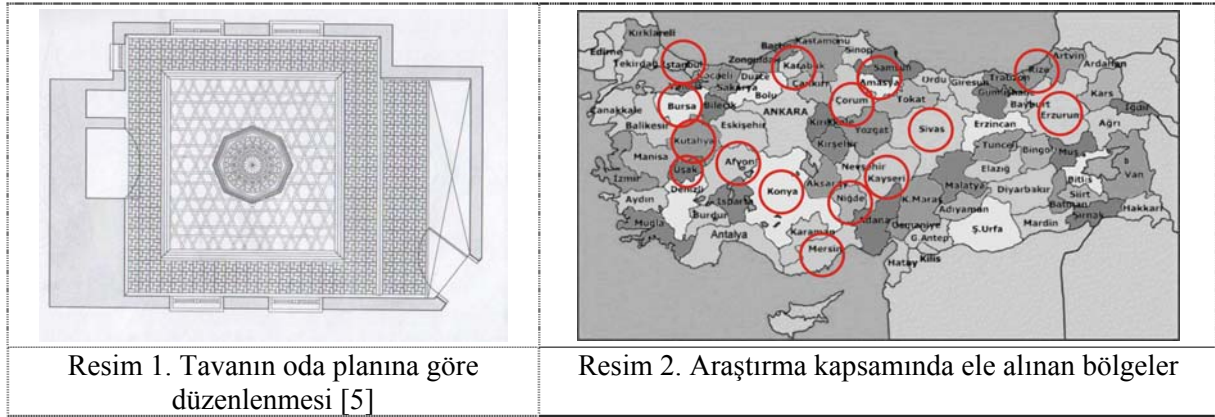 Kırklareli
Edirne
Tekirdağ
İstanbul
Kocaeli
Sakarya
Düzce
Bolu
Zonguldak
Bartın
Karabük
Kastamonu
Çankırı
Sinop
Samsun
Amasya
Ordu
Giresun
Trabzon
Rize
Artvin
Ardahan
Kars
Iğdır
Gümüşhane
Bayburt
Erzurum
Ağrı
Çanakkale
Bursa
Bilecik
Balıkesir
Eskişehir
ANKARA
Kırıkkale
Çorum
Tokat
Yozgat
Sivas
Erzincan
Tunceli
Bingöl
Muş
Kütahya
Manisa
Uşak
Afyon
Kırşehir
Nevşehir
Kayseri
Malatya
Elazığ
Diyarbakır
Bitlis
Van
İzmir
Denizli
Aydın
Isparta
Konya
Aksaray
Niğde
K.Maraş
Adıyaman
Batman
Siirt
Şırnak
Hakkari
Muğla
Burdur
Antalya
Karaman
Mersin
Adana
Osmaniye
G.Antep
Ş.Urfa
Mardin
Hatay
Kilis
Resim 1. Tavanın oda planına göre
düzenlenmesi [5]
Resim 2. Araştırma kapsamında ele alınan bölgeler